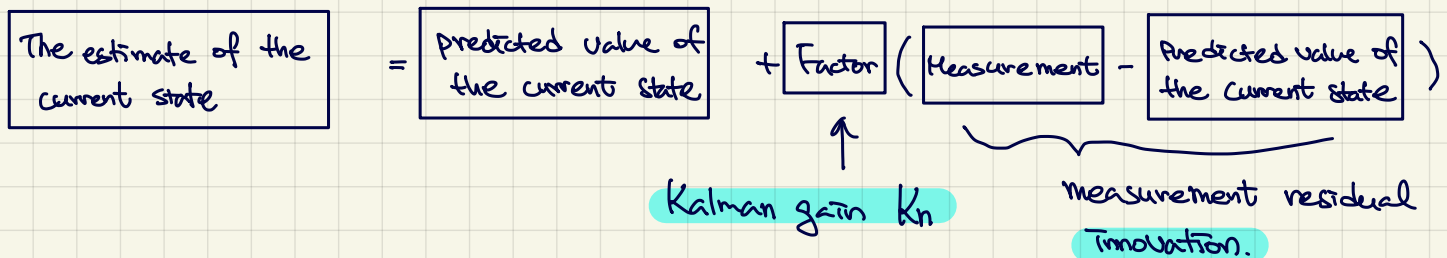 The estimate of the current state = predicted value of the current state + Factor ( Measurement - Predicted value of the current state )
Kalman gain Kn
measurement residual
innovation.